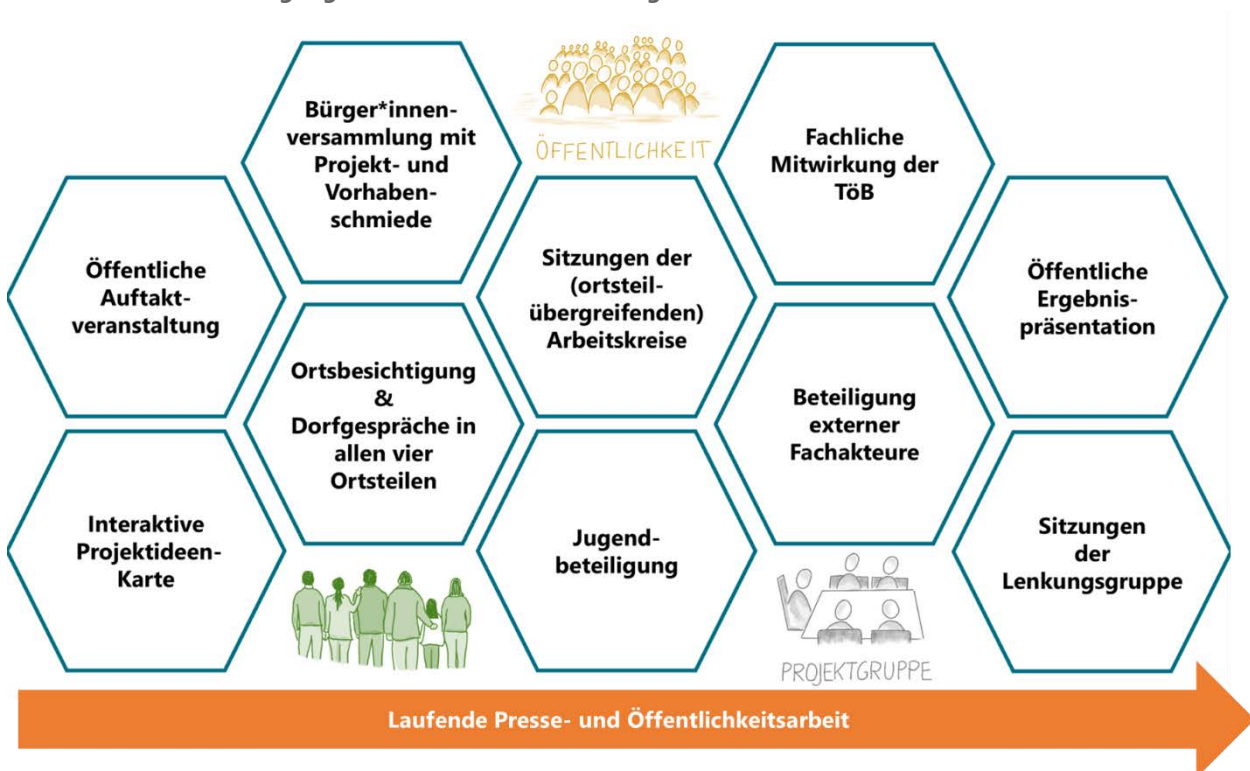 Bürger*innen-
versammlung mit
Projekt- und
Vorhaben-
schmiede
ÖFFENTLICHKEIT
Fachliche
Mitwirkung der
TöB
Öffentliche
Auftakt-
veranstaltung
Sitzungen der
(ortsteil-
übergreifenden)
Arbeitskreise
Öffentliche
Ergebnis-
präsentation
Ortsbesichtigung
&
Dorfgespräche in
allen vier
Ortsteilen
Beteiligung
externer
Fachakteure
Interaktive
Projektideen-
Karte
Jugend-
beteiligung
Sitzungen
der
Lenkungsgruppe
PROJEKTGRUPPE
Laufende Presse- und Öffentlichkeitsarbeit